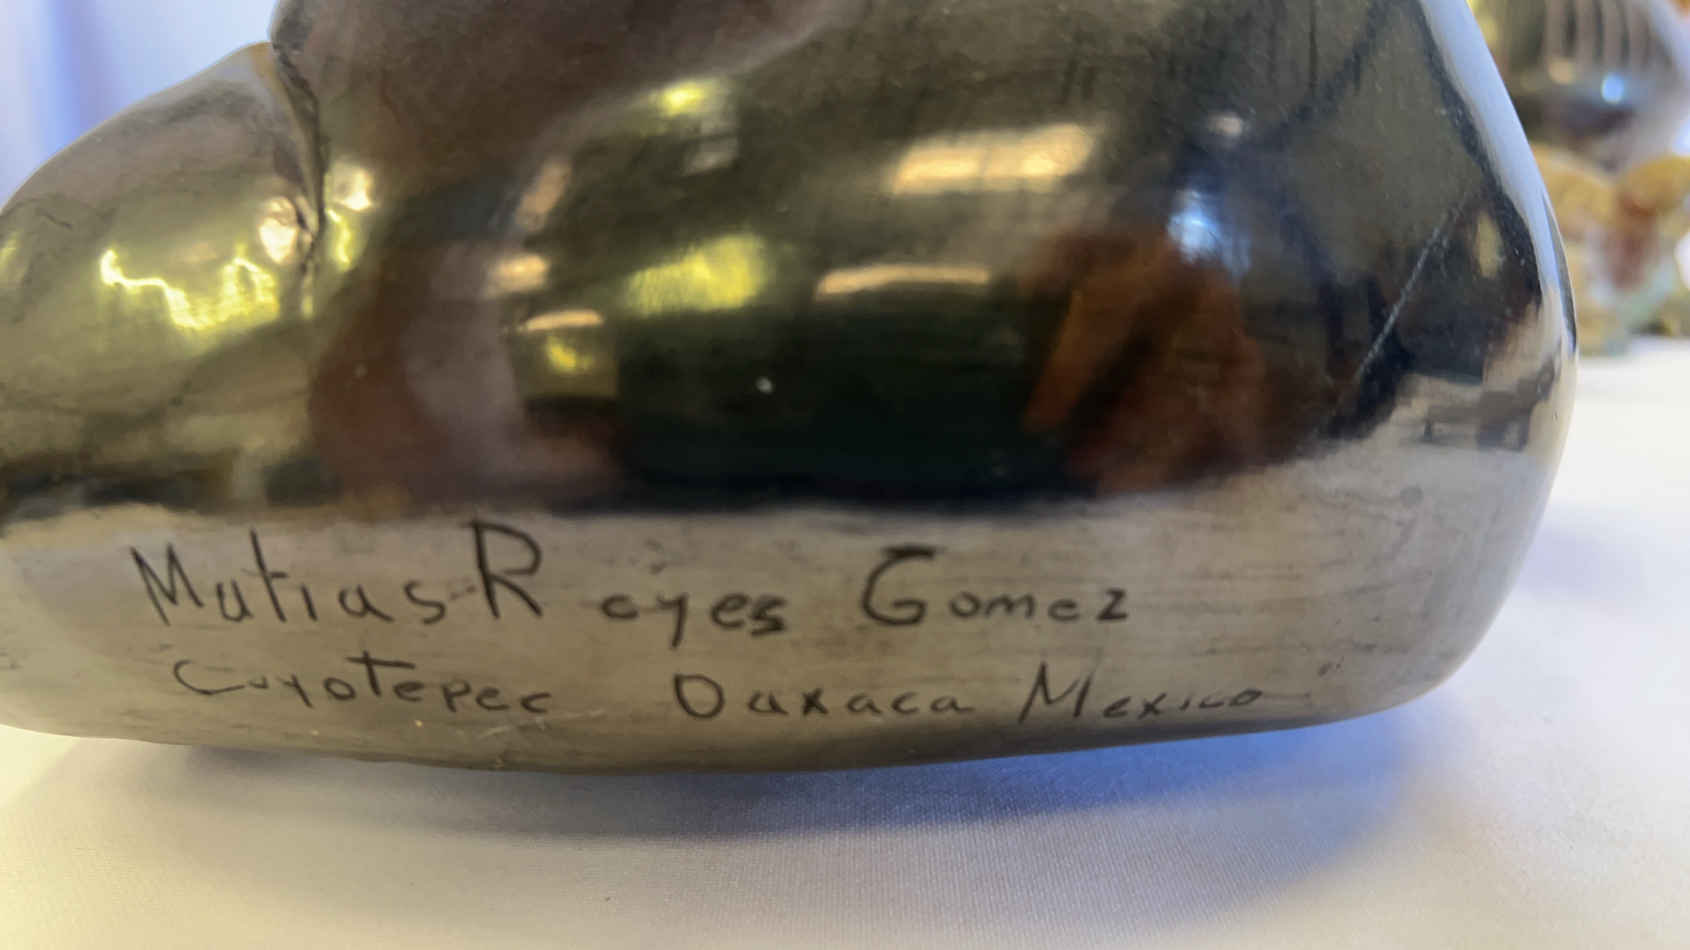 Matias Reyes Gomez
Coyotepec Oaxaca Mexico